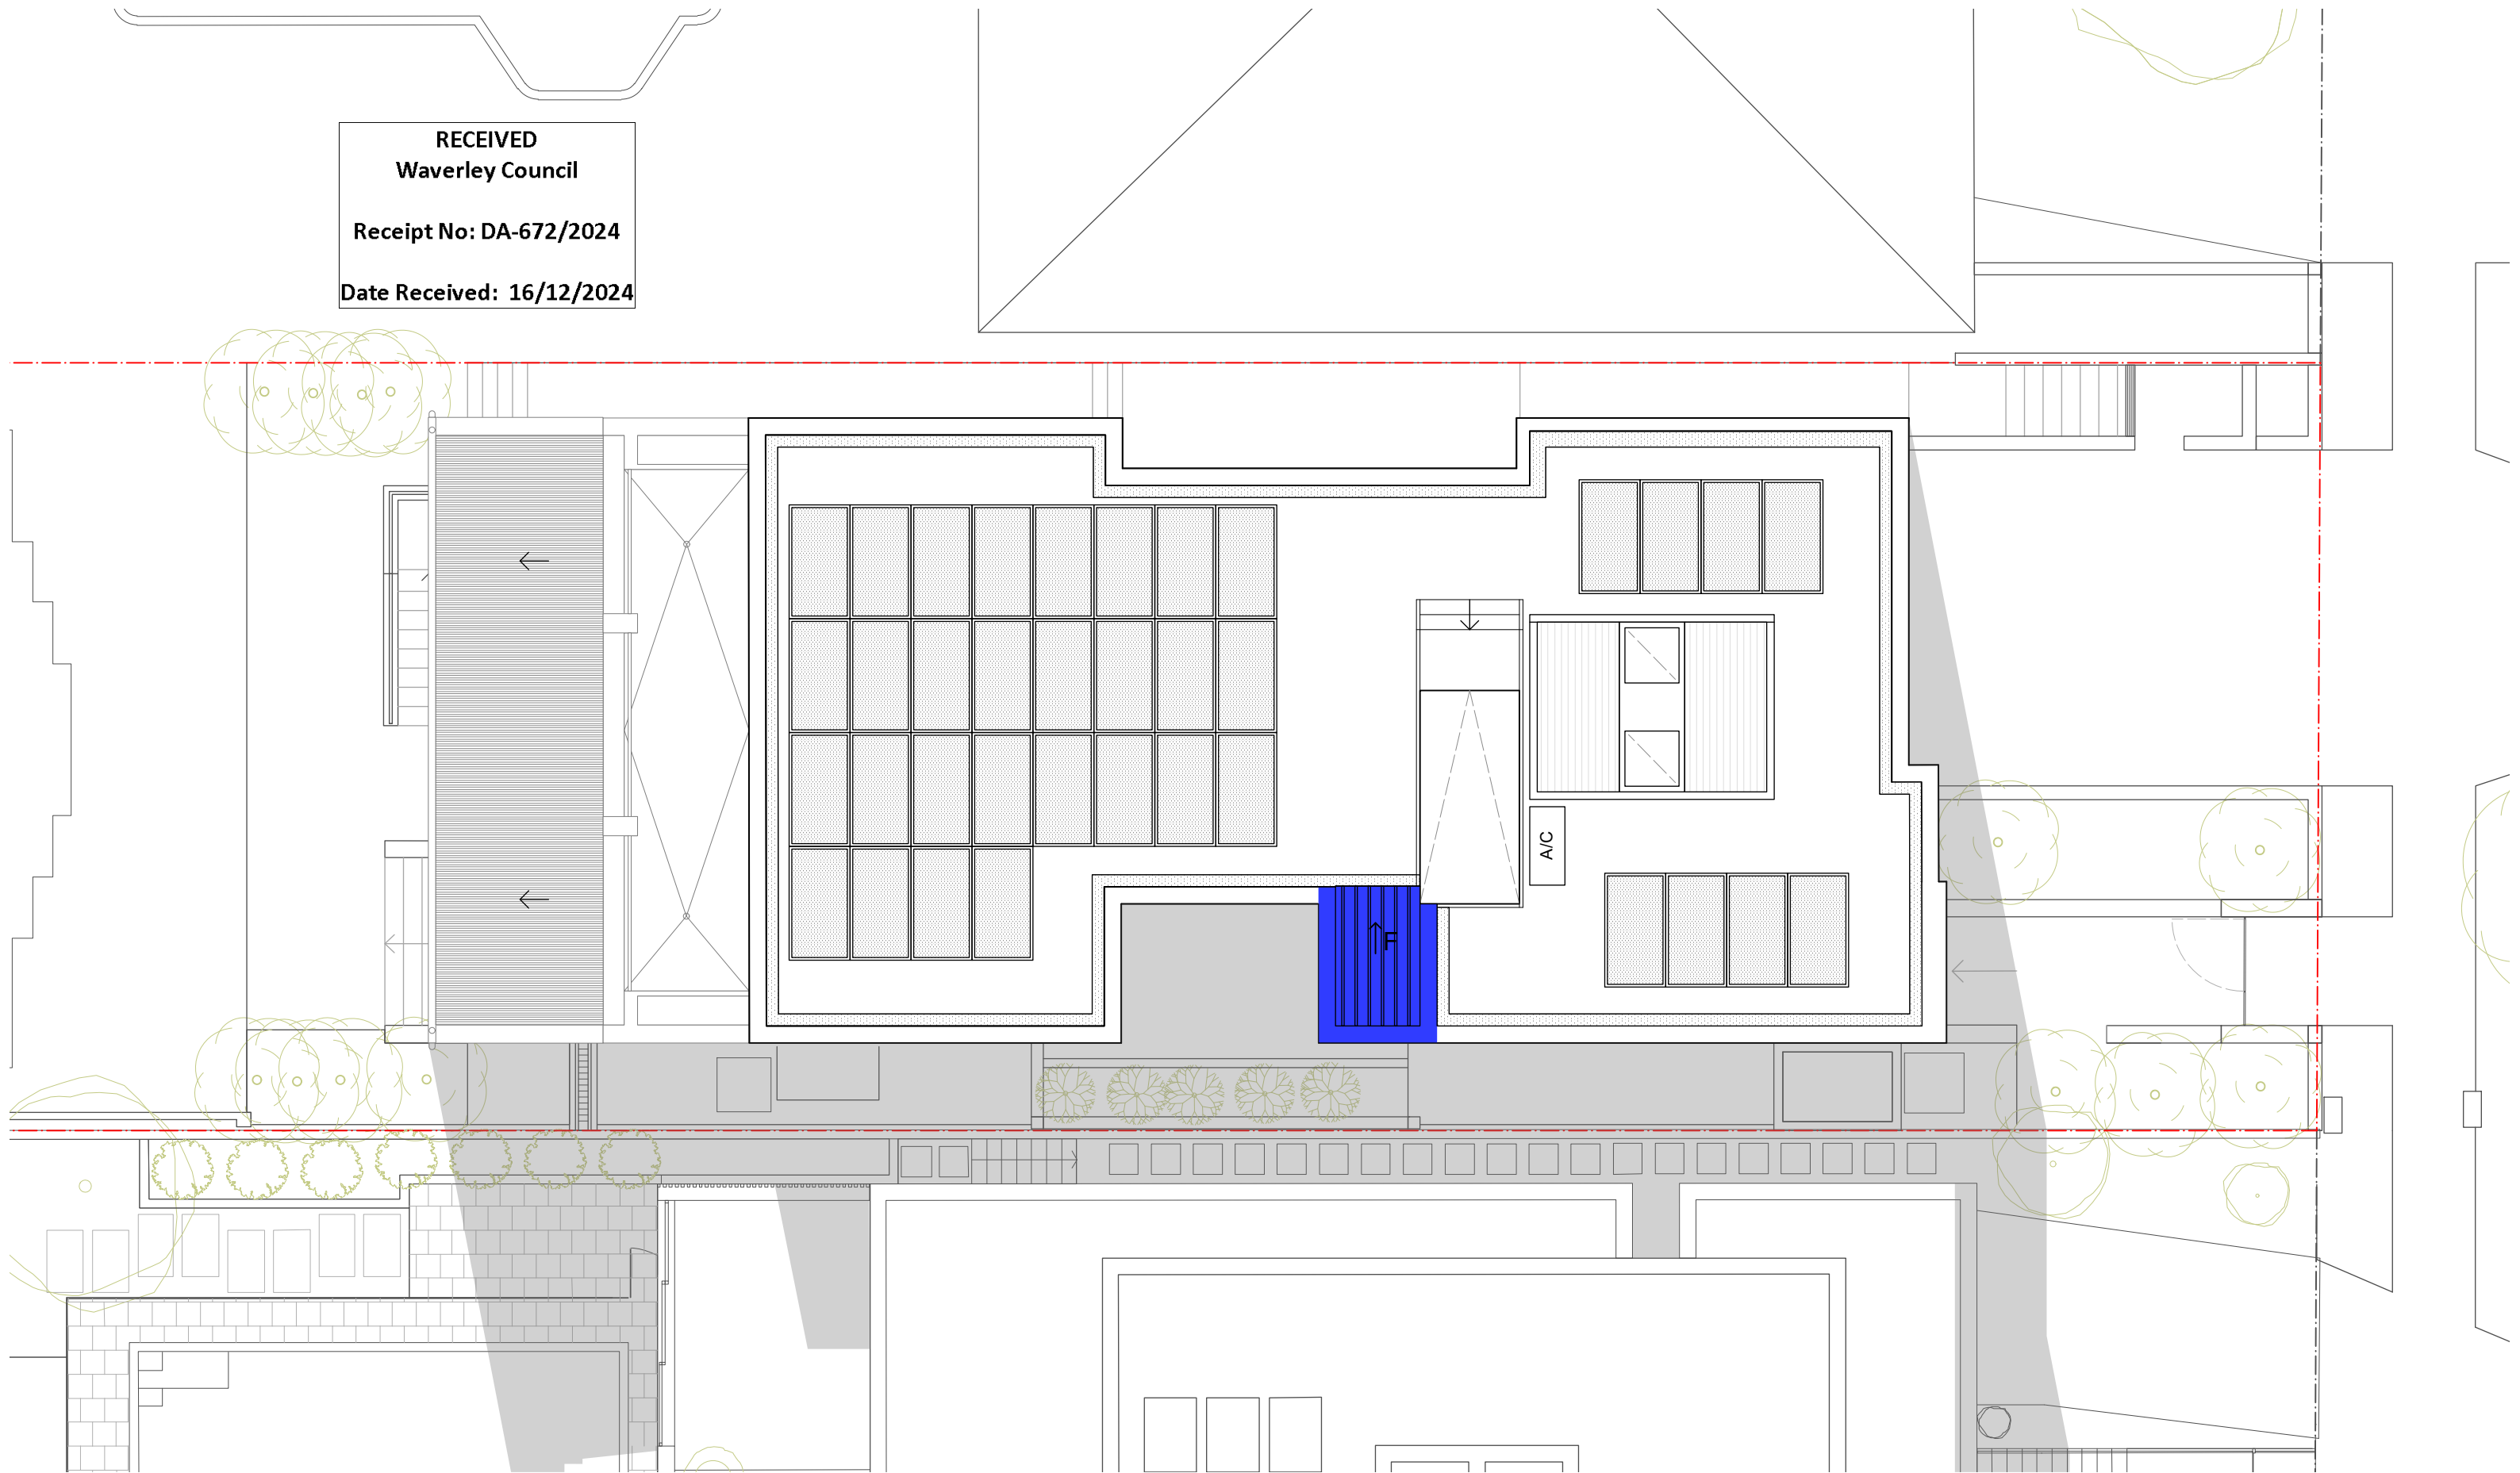 RECEIVED
Waverley Council
Receipt No: DA-672/2024
Date Received: 16/12/2024
A/C
F